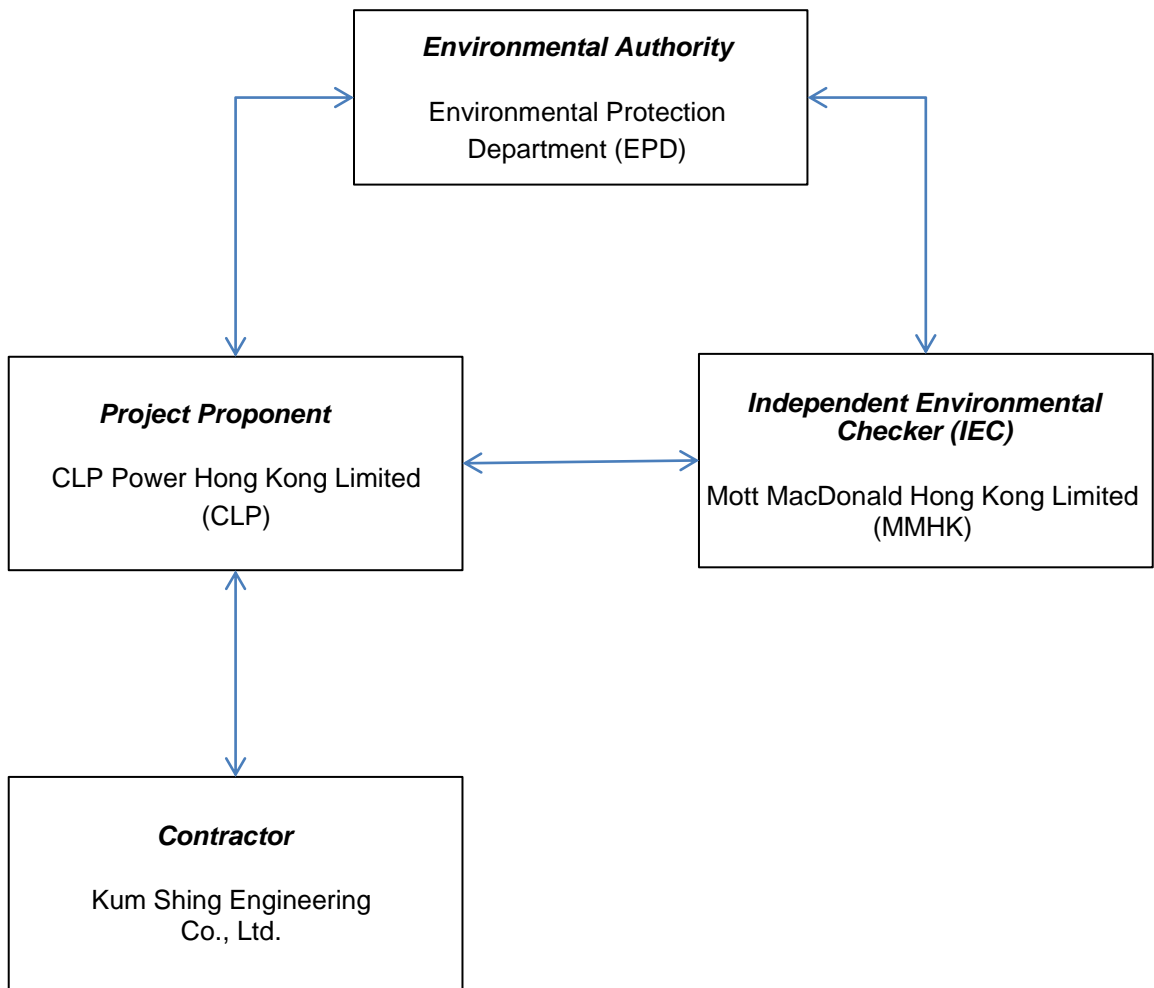 Environmental Authority
Environmental Protection
Department (EPD)
Project Proponent
CLP Power Hong Kong Limited
(CLP)
Independent Environmental
Checker (IEC)
Mott MacDonald Hong Kong Limited
(MMHK)
Contractor
Kum Shing Engineering
Co., Ltd.